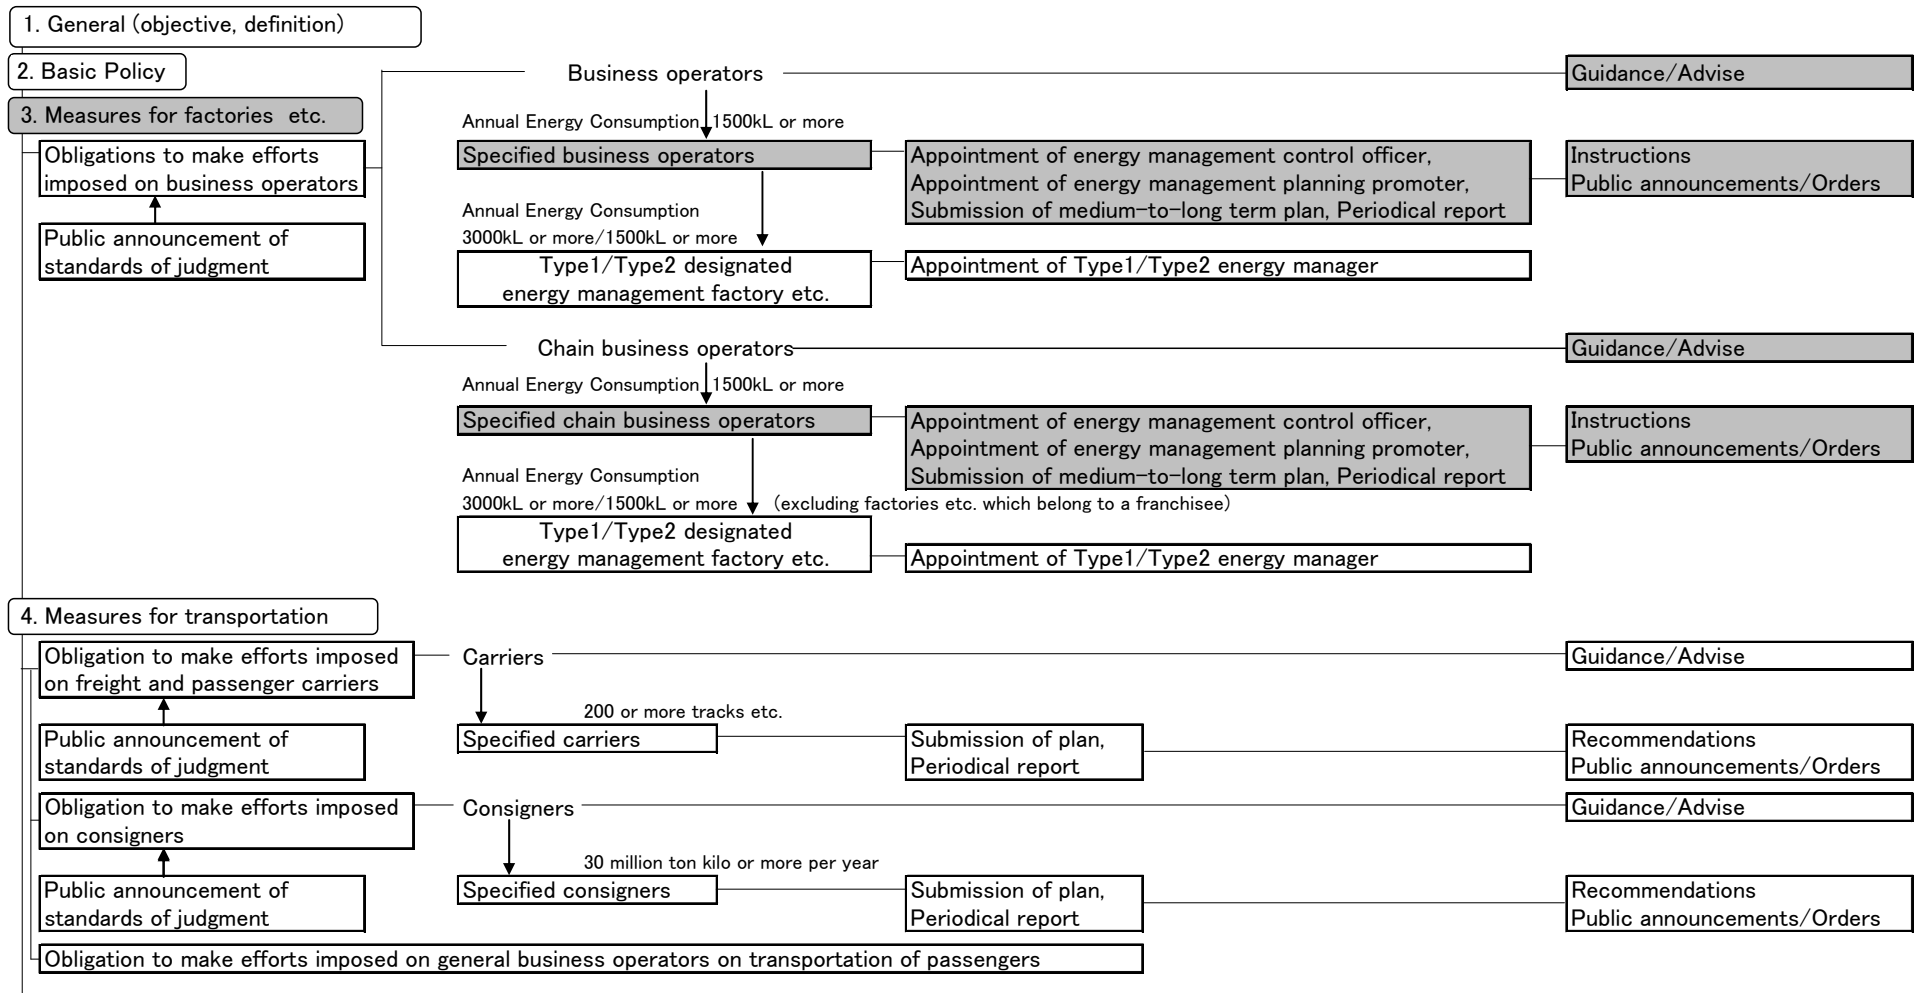 1. General (objective, definition)
2. Basic Policy
3. Measures for factories etc.
Obligations to make efforts
imposed on business operators
Public announcement of
standards of judgment
Business operators
Guidance/Advise
Annual Energy Consumption 1500kL or more
Specified business operators
Appointment of energy management control officer,
Appointment of energy management planning promoter,
Submission of medium-to-long term plan, Periodical report
Instructions
Public announcements/Orders
Annual Energy Consumption
3000kL or more/1500kL or more
Type1/Type2 designated
energy management factory etc.
Appointment of Type1/Type2 energy manager
Chain business operators
Guidance/Advise
Annual Energy Consumption 1500kL or more
Specified chain business operators
Appointment of energy management control officer,
Appointment of energy management planning promoter,
Submission of medium-to-long term plan, Periodical report
Instructions
Public announcements/Orders
Annual Energy Consumption
3000kL or more/1500kL or more (excluding factories etc. which belong to a franchisee)
Type1/Type2 designated
energy management factory etc.
Appointment of Type1/Type2 energy manager
4. Measures for transportation
Obligation to make efforts imposed
on freight and passenger carriers
Public announcement of
standards of judgment
Carriers
Guidance/Advise
200 or more tracks etc.
Specified carriers
Submission of plan,
Periodical report
Recommendations
Public announcements/Orders
Obligation to make efforts imposed
on consigners
Public announcement of
standards of judgment
Consigners
Guidance/Advise
30 million ton kilo or more per year
Specified consigners
Submission of plan,
Periodical report
Recommendations
Public announcements/Orders
Obligation to make efforts imposed on general business operators on transportation of passengers